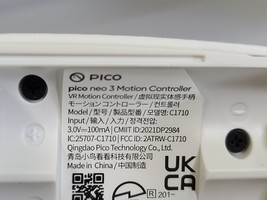 PICO
pico neo 3 Motion Controller
VR Motion Controller / 虚拟现实体感手柄
モーションコントローラー / 컨트롤러
Model / 型号 / 製品型番 / 모델명: C1710
Input / 输入 / 入力 / 정격전압:
3.0V⎓100mA | CMIIT ID:2021DP2984
IC:25707-C1710 | FCC ID: 2ATRW-C1710
Qingdao Pico Technology Co., Ltd.
青岛小鸟看看科技有限公司
Made in China / 中国制造
UK
CA
R 201-